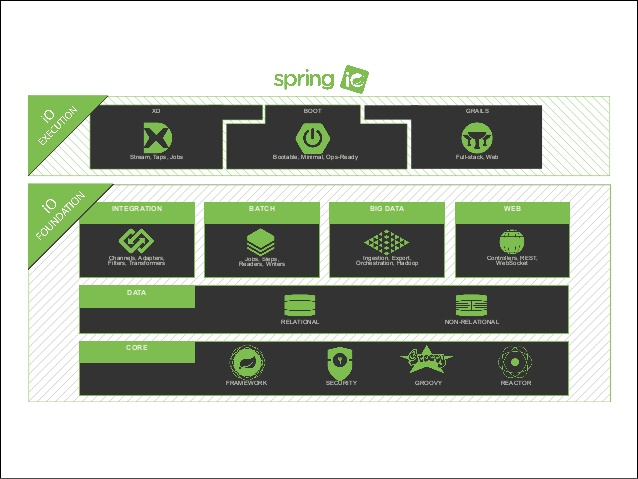 spring iO
iO
EXECUTION
XD
BOOT
GRAILS
Stream, Taps, Jobs
Bootable, Minimal, Ops-Ready
Full-stack, Web
iO
FOUNDATION
INTEGRATION
BATCH
BIG DATA
WEB
Channels, Adapters,
Filters, Transformers
Jobs, Steps,
Readers, Writers
Ingestion, Export,
Orchestration, Hadoop
Controllers, REST,
WebSocket
DATA
RELATIONAL
NON-RELATIONAL
CORE
Groovy
FRAMEWORK
SECURITY
GROOVY
REACTOR